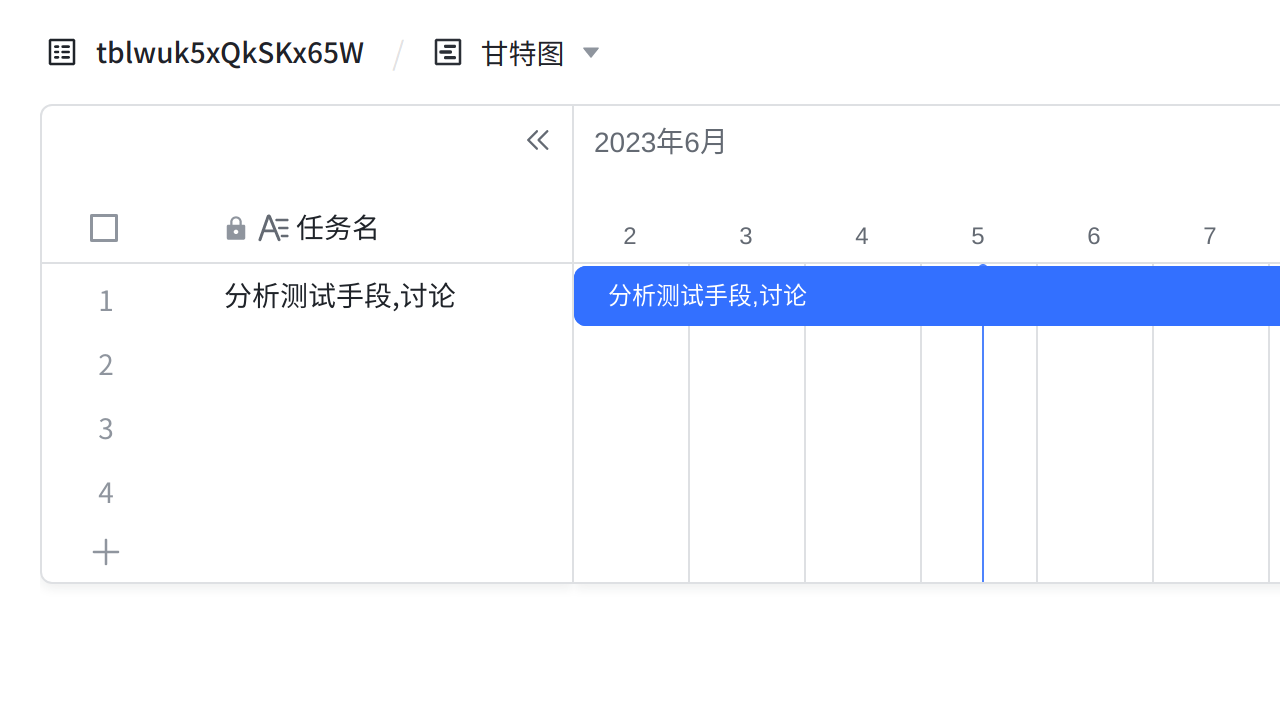 tblwuk5xQkSKx65W / 甘特图
2023年6月
任务名
2 3 4 5 6 7
1 分析测试手段,讨论
分析测试手段,讨论
2
3
4